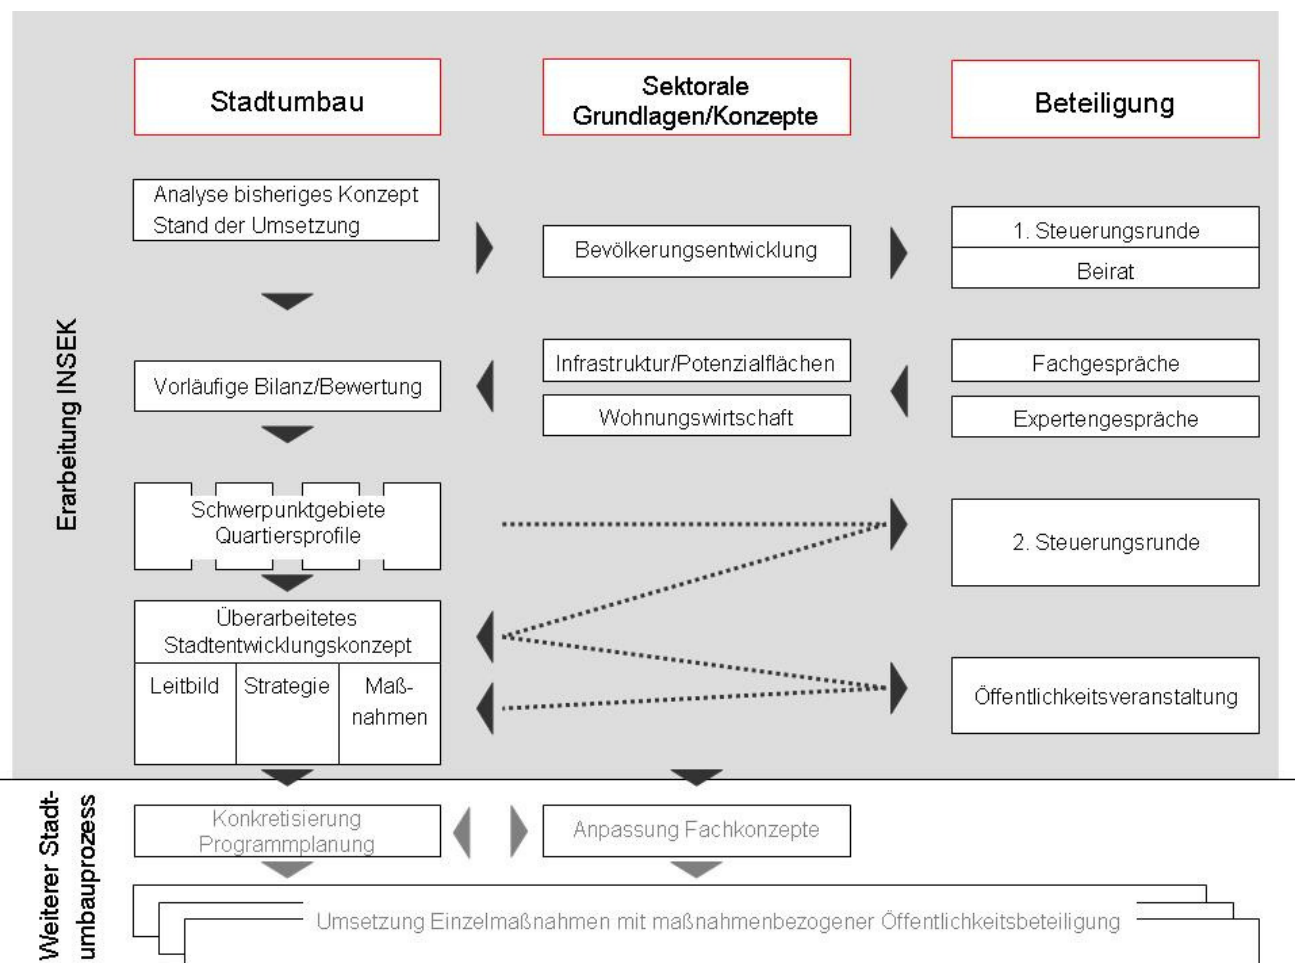 Stadtumbau
Sektorale
Grundlagen/Konzepte
Beteiligung
Erarbeitung INSEK
Analyse bisheriges Konzept
Stand der Umsetzung
Bevölkerungsentwicklung
1. Steuerungsrunde
Beirat
Vorläufige Bilanz/Bewertung
Infrastruktur/Potenzialflächen
Wohnungswirtschaft
Fachgespräche
Expertengespräche
Schwerpunktgebiete
Quartiersprofile
2. Steuerungsrunde
Überarbeitetes
Stadtentwicklungskonzept
Leitbild
Strategie
Maß-
nahmen
Öffentlichkeitsveranstaltung
Weiterer Stadt-
umbauprozess
Konkretisierung
Programmplanung
Anpassung Fachkonzepte
Umsetzung Einzelmaßnahmen mit maßnahmenbezogener Öffentlichkeitsbeteiligung